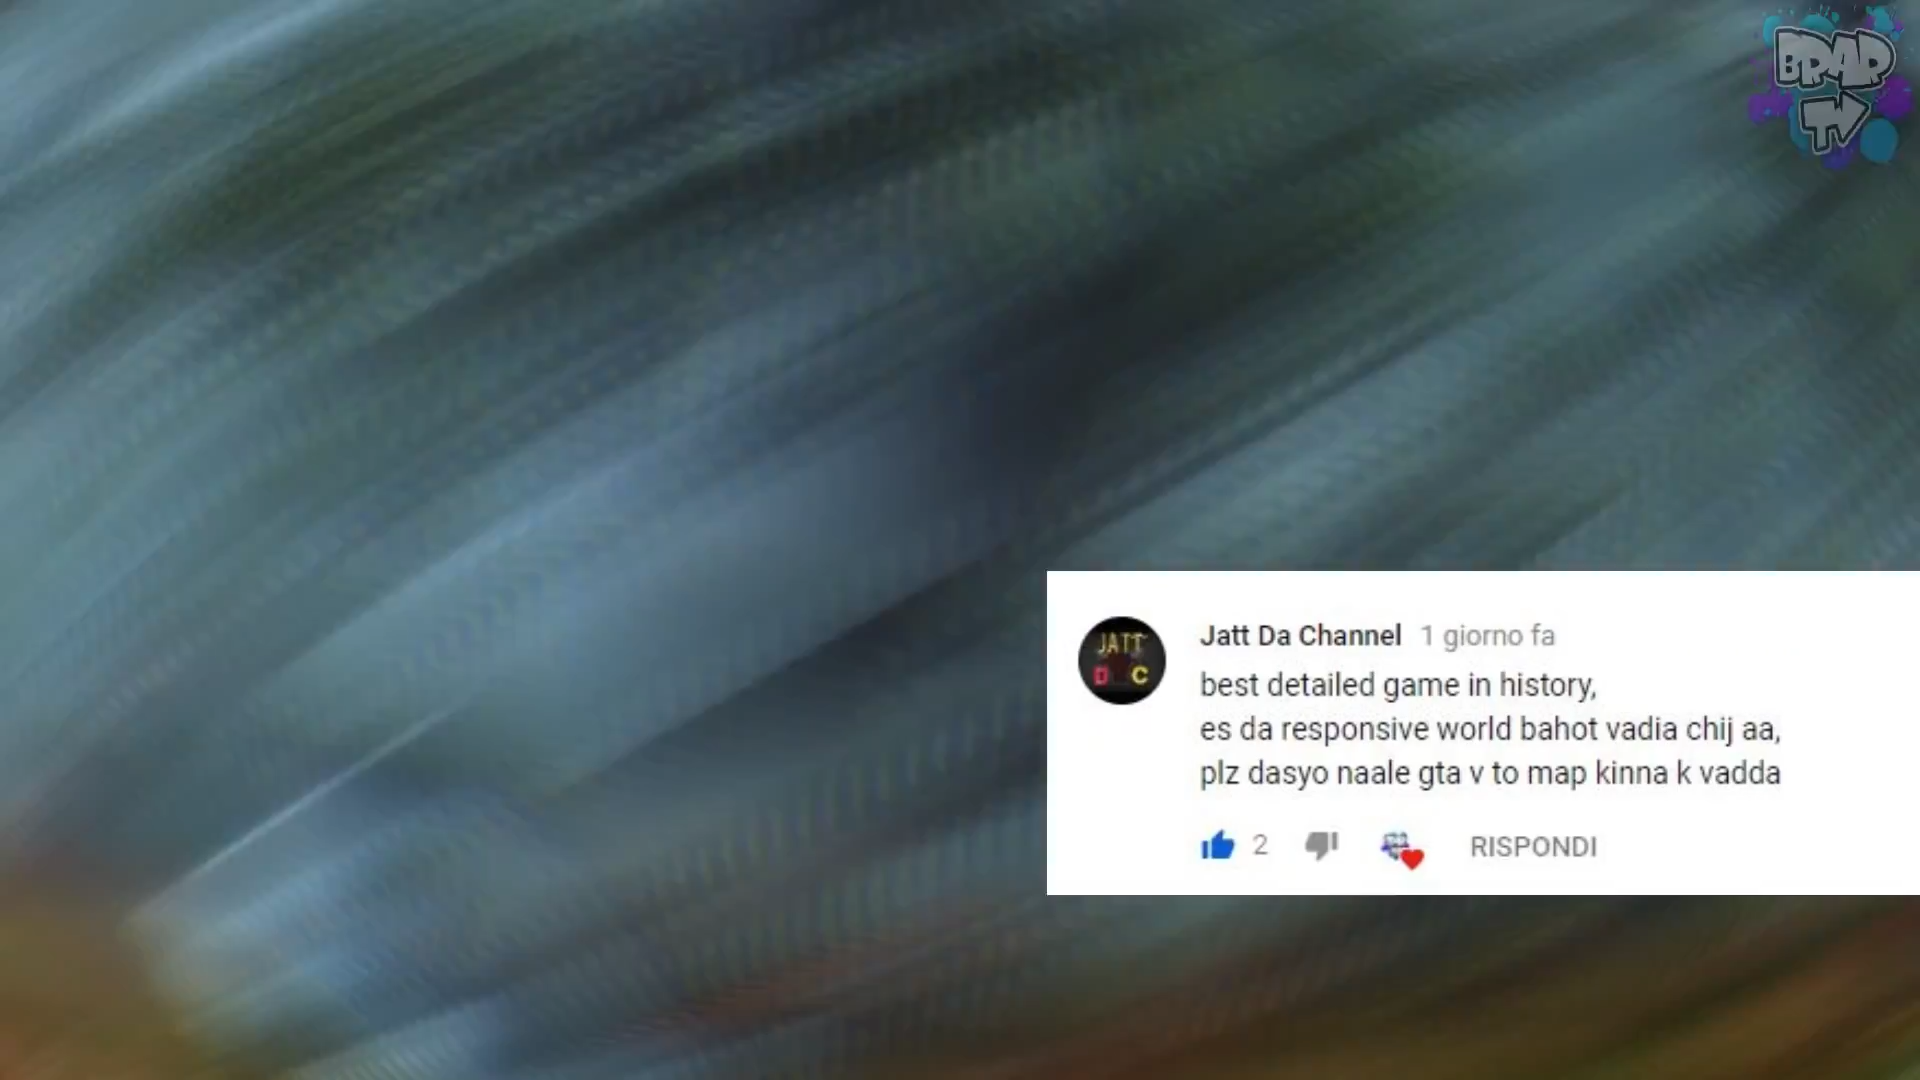 BRAR
TV
JATT
D C
Jatt Da Channel 1 giorno fa
best detailed game in history,
es da responsive world bahot vadia chij aa,
plz dasyo naale gta v to map kinna k vadda
2 RISPONDI